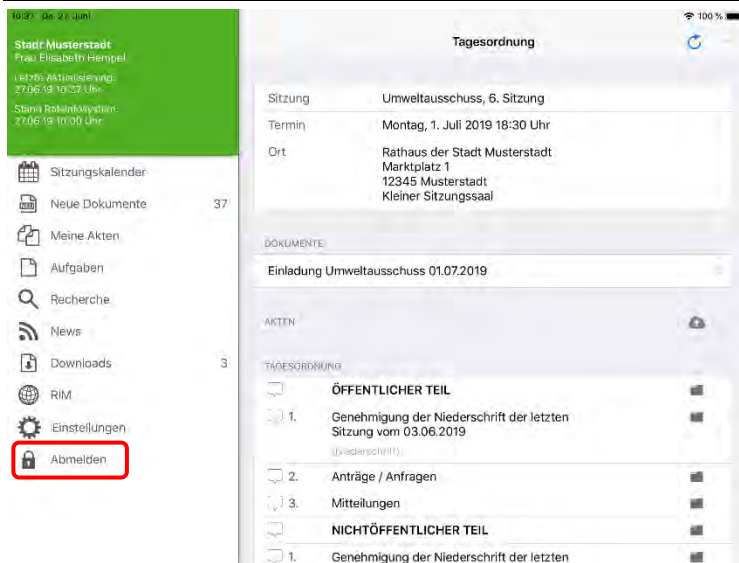 100 %
Stadt Musterstadt
Frau Elisabeth Hempel
Letzte Aktualisierung:
27.06.19 10:37 Uhr
Stand Ratsinfosystem:
27.06.19 10:00 Uhr
Sitzungskalender
Neue Dokumente 37
Meine Akten
Aufgaben
Recherche
News
Downloads 3
RIM
Einstellungen
Abmelden
Tagesordnung
Sitzung Umweltausschuss, 6. Sitzung
Termin Montag, 1. Juli 2019 18:30 Uhr
Ort Rathaus der Stadt Musterstadt
Marktplatz 1
12345 Musterstadt
Kleiner Sitzungssaal
DOKUMENTE
Einladung Umweltausschuss 01.07.2019
AKTEN
TAGESORDNUNG
ÖFFENTLICHER TEIL
1. Genehmigung der Niederschrift der letzten
Sitzung vom 03.06.2019
(Niederschrift)
2. Anträge / Anfragen
3. Mitteilungen
NICHTÖFFENTLICHER TEIL
1. Genehmigung der Niederschrift der letzten